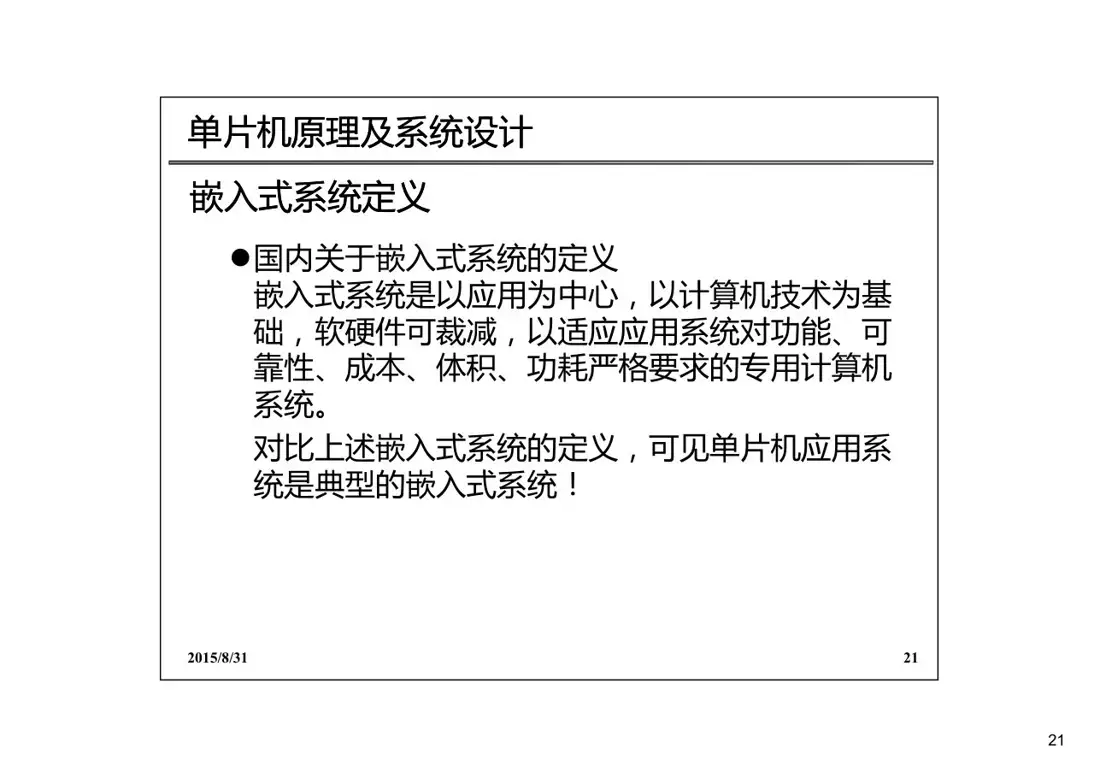 单片机原理及系统设计
嵌入式系统定义
●国内关于嵌入式系统的定义
嵌入式系统是以应用为中心，以计算机技术为基
础，软硬件可裁减，以适应应用系统对功能、可
靠性、成本、体积、功耗严格要求的专用计算机
系统。
对比上述嵌入式系统的定义，可见单片机应用系
统是典型的嵌入式系统！
2015/8/31
21
21